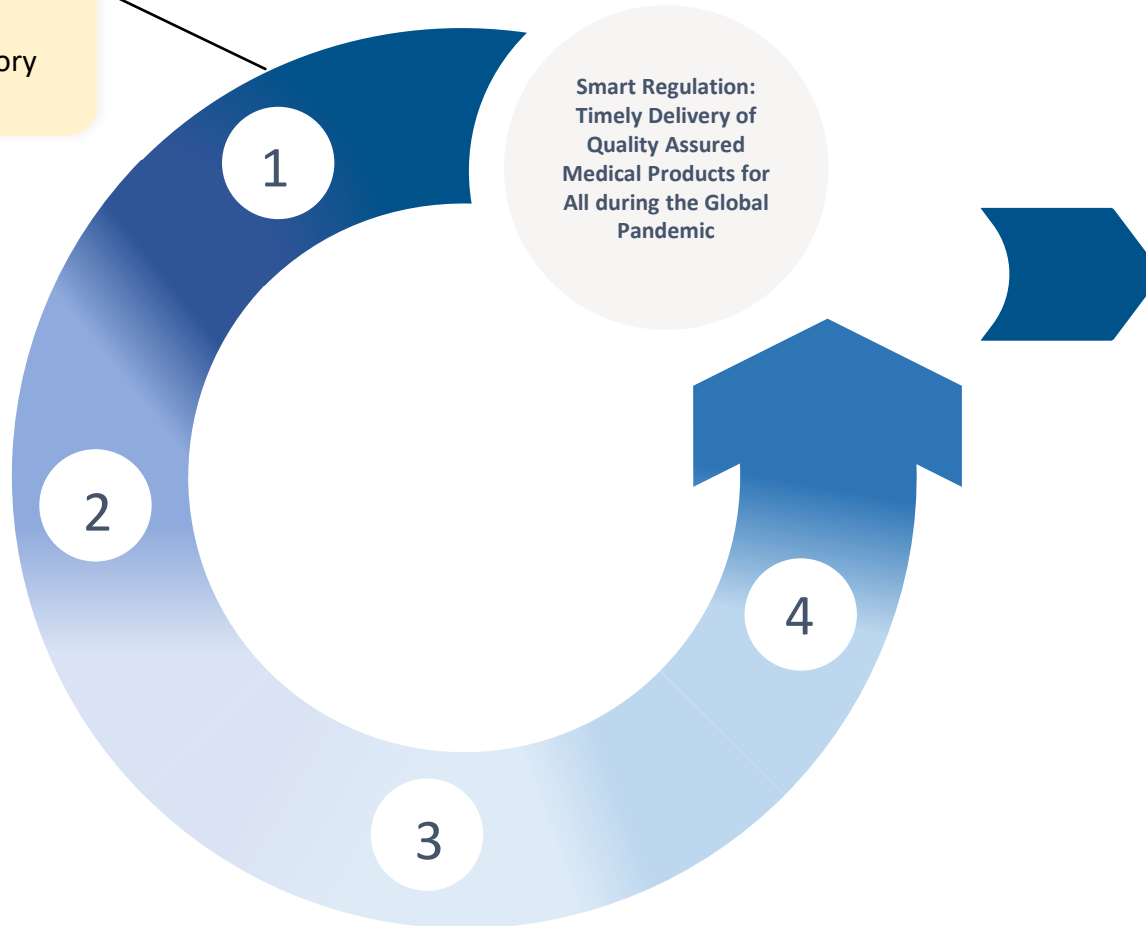 1
Smart Regulation:
Timely Delivery of
Quality Assured
Medical Products for
All during the Global
Pandemic
2
4
3